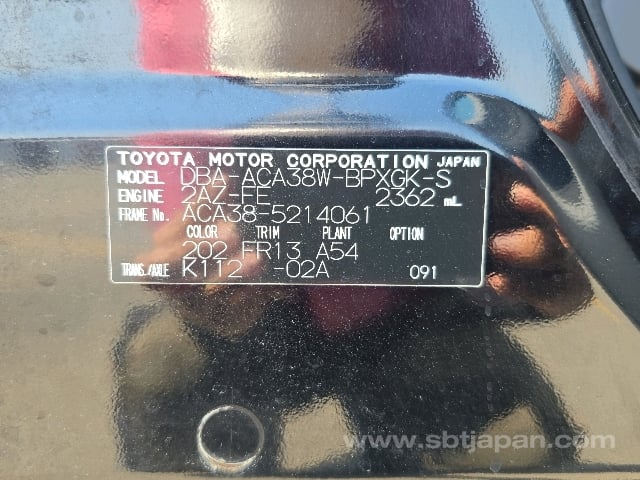 TOYOTA MOTOR CORPORATION JAPAN
MODEL DBA-ACA38W-BPXGK-S
ENGINE 2AZ-FE 2362 mL
FRAME No. ACA38-5214061
COLOR TRIM PLANT OPTION
202 FR13 A54
TRANS./AXLE K112 -02A 091
www.sbtjapan.com